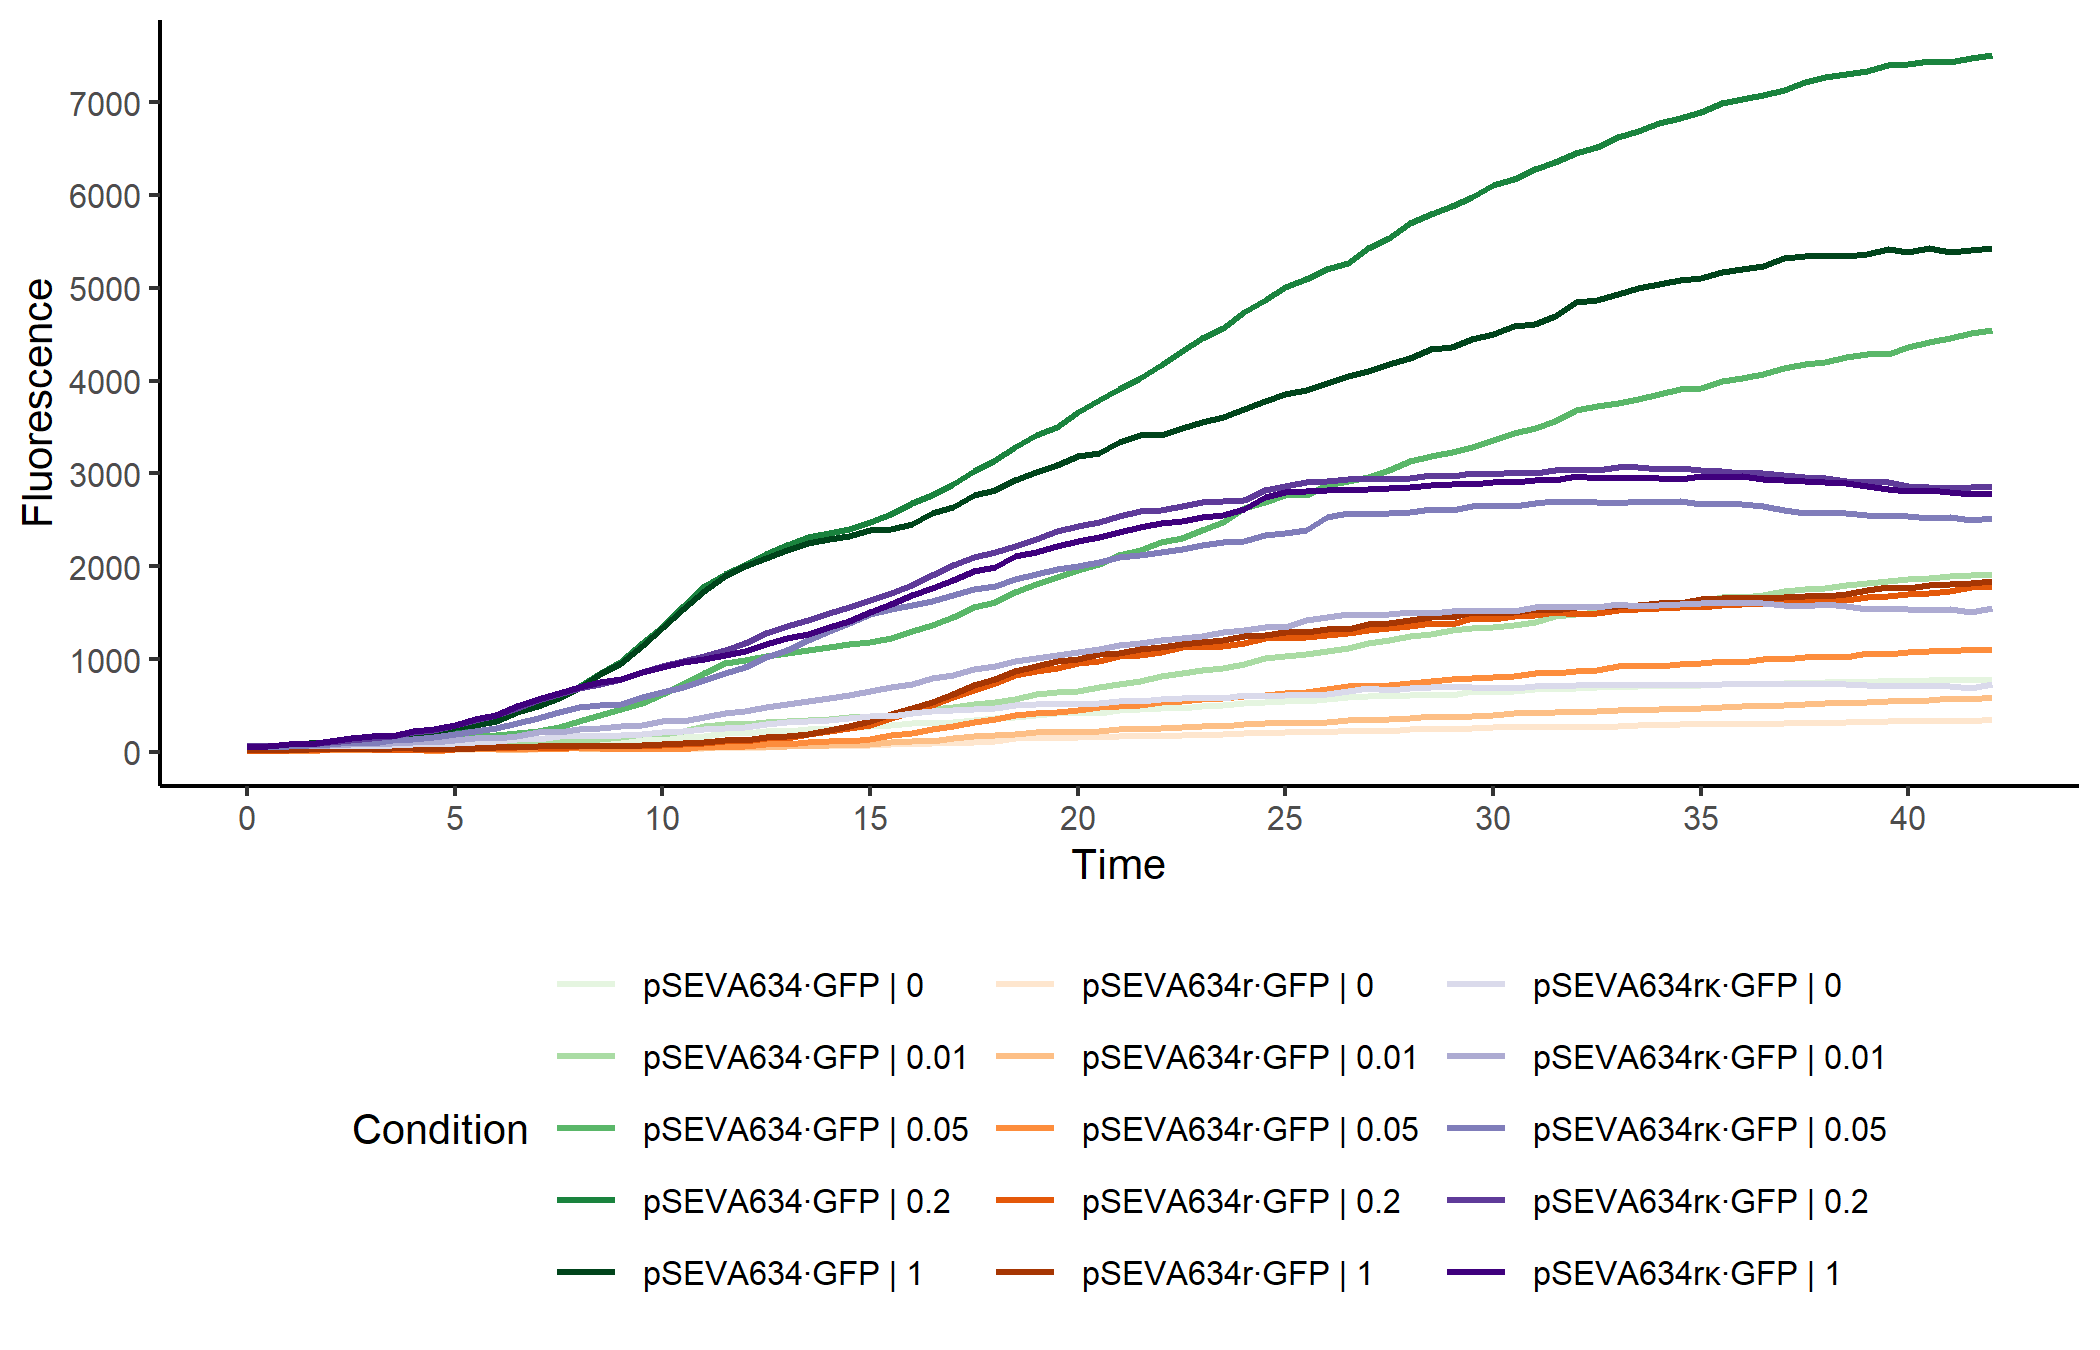 Fluorescence
7000
6000
5000
4000
3000
2000
1000
0
0 5 10 15 20 25 30 35 40
Time
Condition
pSEVA634·GFP | 0
pSEVA634·GFP | 0.01
pSEVA634·GFP | 0.05
pSEVA634·GFP | 0.2
pSEVA634·GFP | 1
pSEVA634r·GFP | 0
pSEVA634r·GFP | 0.01
pSEVA634r·GFP | 0.05
pSEVA634r·GFP | 0.2
pSEVA634r·GFP | 1
pSEVA634rκ·GFP | 0
pSEVA634rκ·GFP | 0.01
pSEVA634rκ·GFP | 0.05
pSEVA634rκ·GFP | 0.2
pSEVA634rκ·GFP | 1